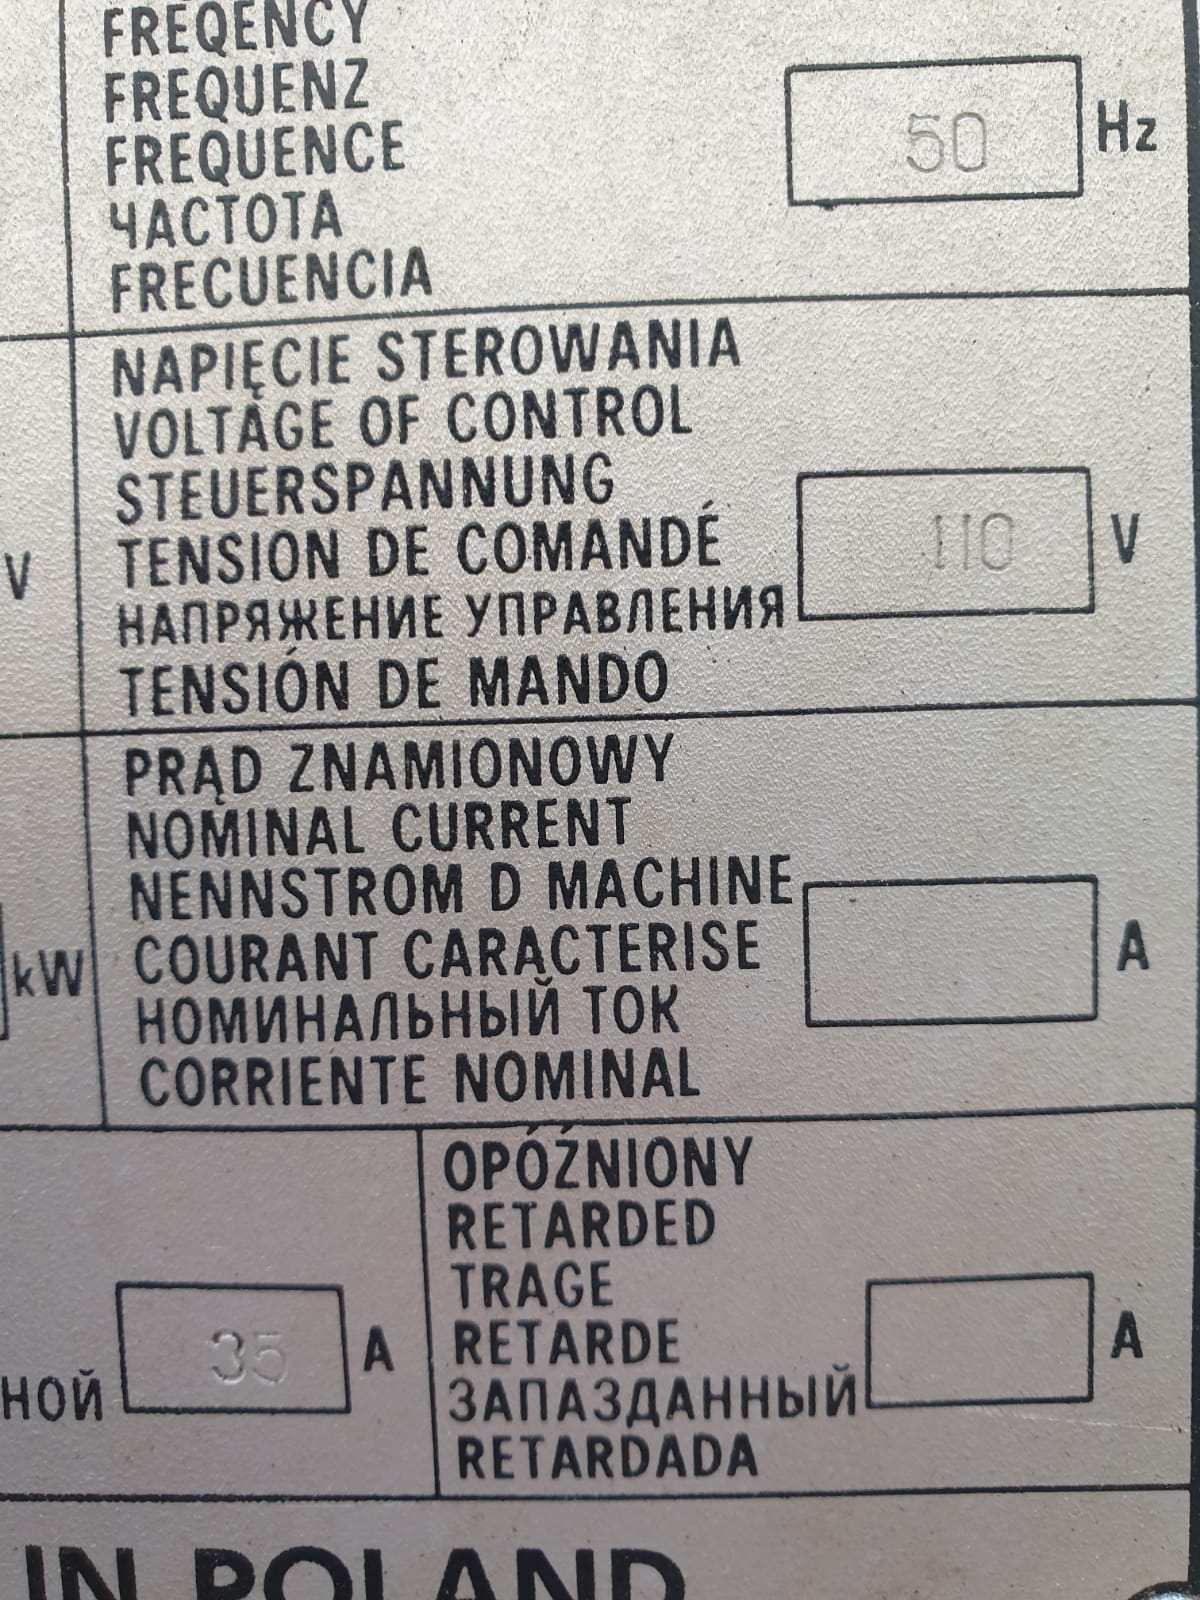 FREQENCY
FREQUENZ
FREQUENCE
ЧАСТОТА
FRECUENCIA
50 Hz
V
NAPIĘCIE STEROWANIA
VOLTAGE OF CONTROL
STEUERSPANNUNG
TENSION DE COMANDÉ
НАПРЯЖЕНИЕ УПРАВЛЕНИЯ
TENSIÓN DE MANDO
110 V
kW
PRĄD ZNAMIONOWY
NOMINAL CURRENT
NENNSTROM D MACHINE
COURANT CARACTERISE
НОМИНАЛЬНЫЙ ТОК
CORRIENTE NOMINAL
A
НОЙ 35 A
OPÓŹNIONY
RETARDED
TRAGE
RETARDE
ЗАПАЗДАННЫЙ
RETARDADA
A
IN POLAND